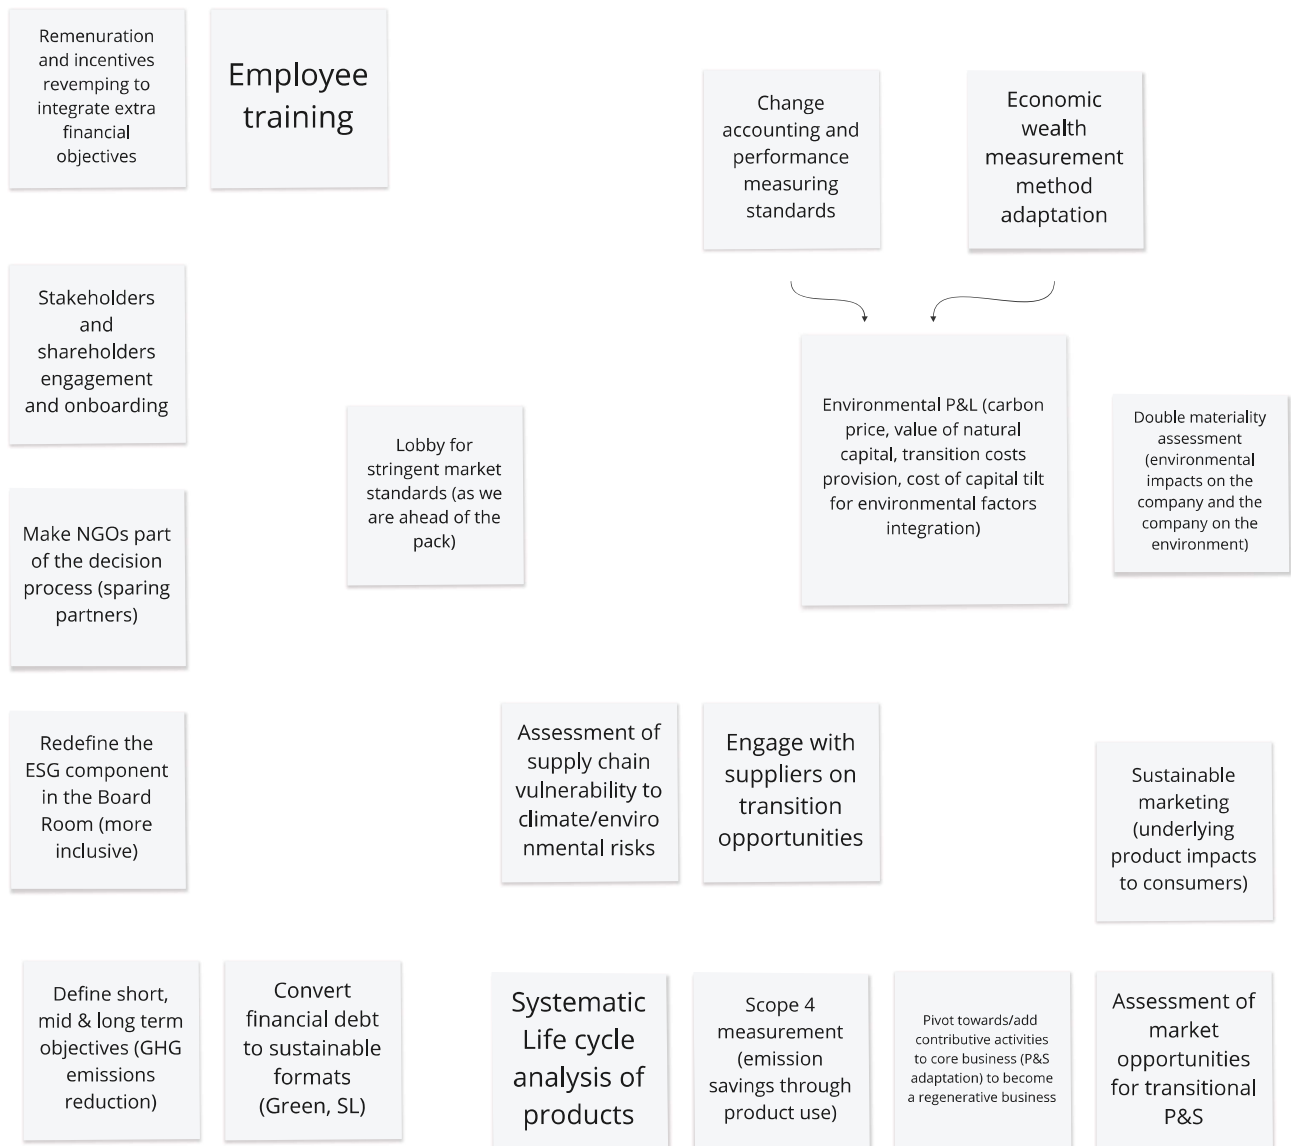 Remenuration
and incentives
revemping to
integrate extra
financial
objectives
Employee
training
Change
accounting and
performance
measuring
standards
Economic
wealth
measurement
method
adaptation
Stakeholders
and
shareholders
engagement
and onboarding
Lobby for
stringent market
standards (as we
are ahead of the
pack)
Environmental P&L (carbon
price, value of natural
capital, transition costs
provision, cost of capital tilt
for environmental factors
integration)
Double materiality
assessment
(environmental
impacts on the
company and the
company on the
environment)
Make NGOs part
of the decision
process (sparing
partners)
Redefine the
ESG component
in the Board
Room (more
inclusive)
Assessment of
supply chain
vulnerability to
climate/enviro
nmental risks
Engage with
suppliers on
transition
opportunities
Sustainable
marketing
(underlying
product impacts
to consumers)
Define short,
mid & long term
objectives (GHG
emissions
reduction)
Convert
financial debt
to sustainable
formats
(Green, SL)
Systematic
Life cycle
analysis of
products
Scope 4
measurement
(emission
savings through
product use)
Pivot towards/add
contributive activities
to core business (P&S
adaptation) to become
a regenerative business
Assessment of
market
opportunities
for transitional
P&S